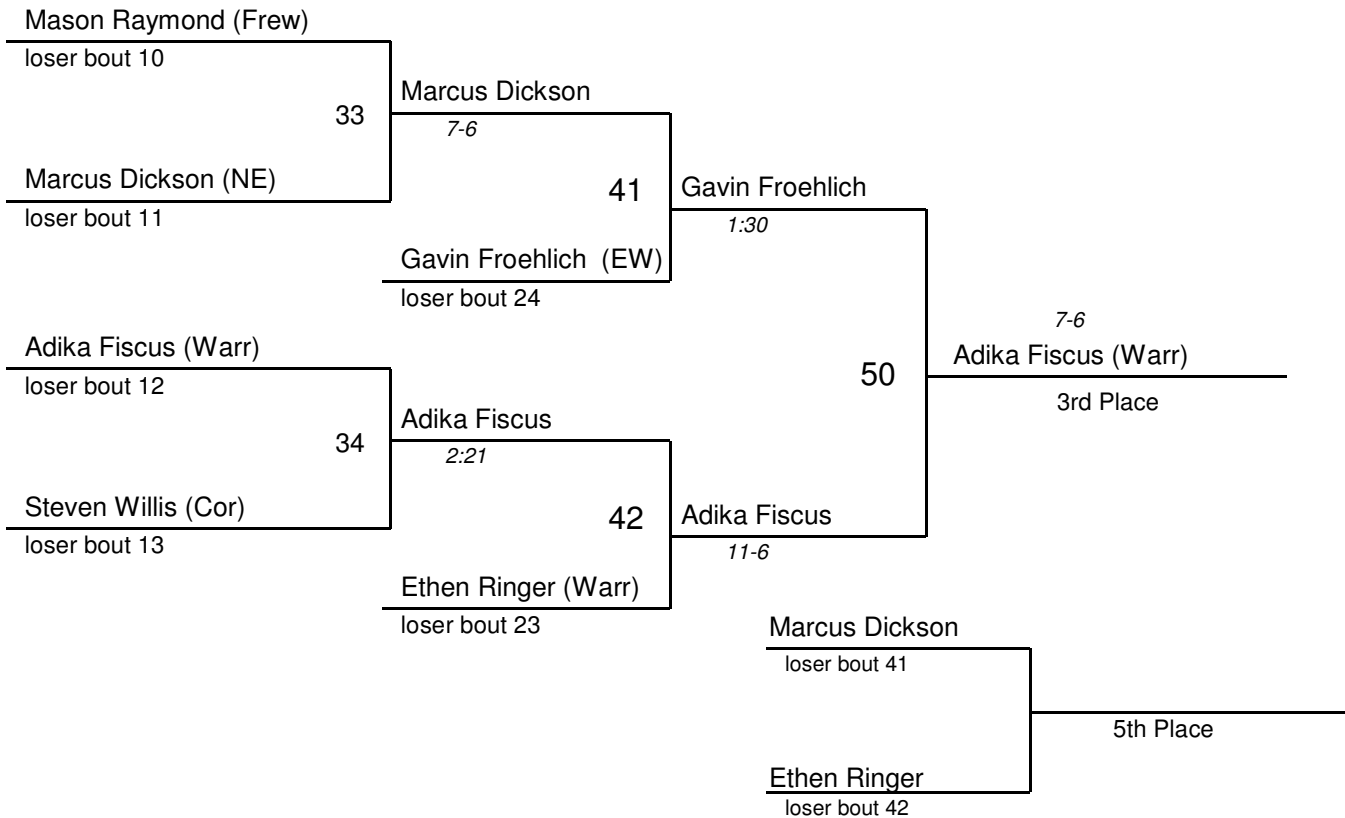 Mason Raymond (Frew)
loser bout 10
33
Marcus Dickson
7-6
Marcus Dickson (NE)
loser bout 11
41
Gavin Froehlich
1:30
Gavin Froehlich (EW)
loser bout 24
Adika Fiscus (Warr)
loser bout 12
50
7-6
Adika Fiscus (Warr)
3rd Place
34
Adika Fiscus
2:21
Steven Willis (Cor)
loser bout 13
42
Adika Fiscus
11-6
Ethen Ringer (Warr)
loser bout 23
Marcus Dickson
loser bout 41
5th Place
Ethen Ringer
loser bout 42